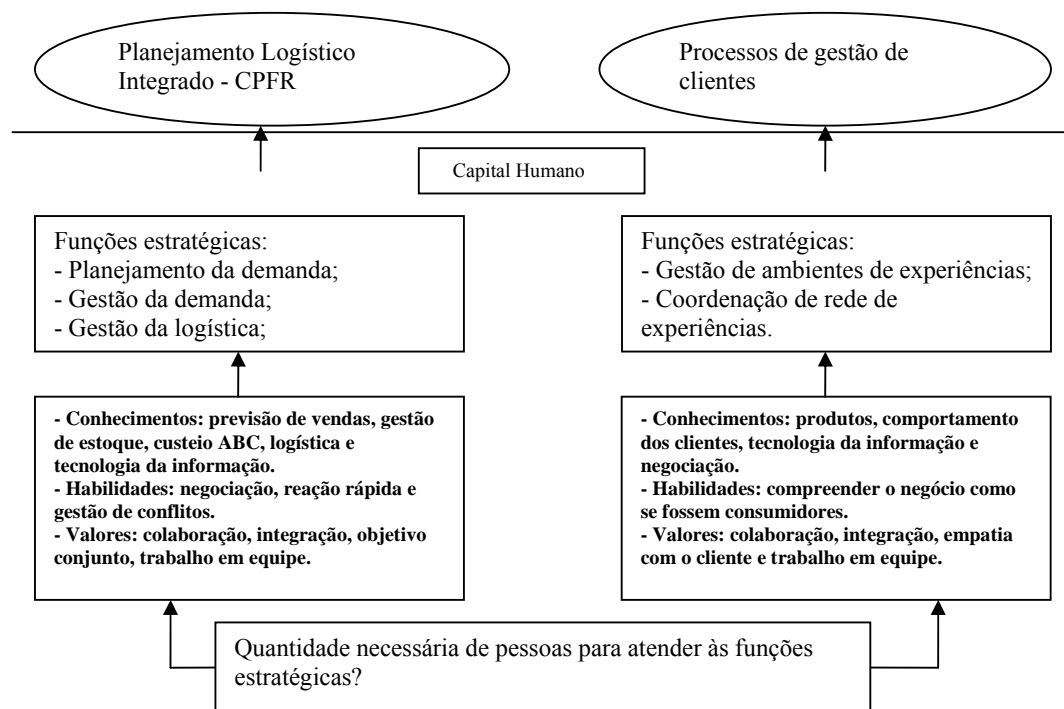 Planejamento Logístico
Integrado - CPFR
Processos de gestão de
clientes
Capital Humano
Funções estratégicas:
- Planejamento da demanda;
- Gestão da demanda;
- Gestão da logística;
Funções estratégicas:
- Gestão de ambientes de experiências;
- Coordenação de rede de
experiências.
- Conhecimentos: previsão de vendas, gestão
de estoque, custeio ABC, logística e
tecnologia da informação.
- Habilidades: negociação, reação rápida e
gestão de conflitos.
- Valores: colaboração, integração, objetivo
conjunto, trabalho em equipe.
- Conhecimentos: produtos, comportamento
dos clientes, tecnologia da informação e
negociação.
- Habilidades: compreender o negócio como
se fossem consumidores.
- Valores: colaboração, integração, empatia
com o cliente e trabalho em equipe.
Quantidade necessária de pessoas para atender às funções
estratégicas?